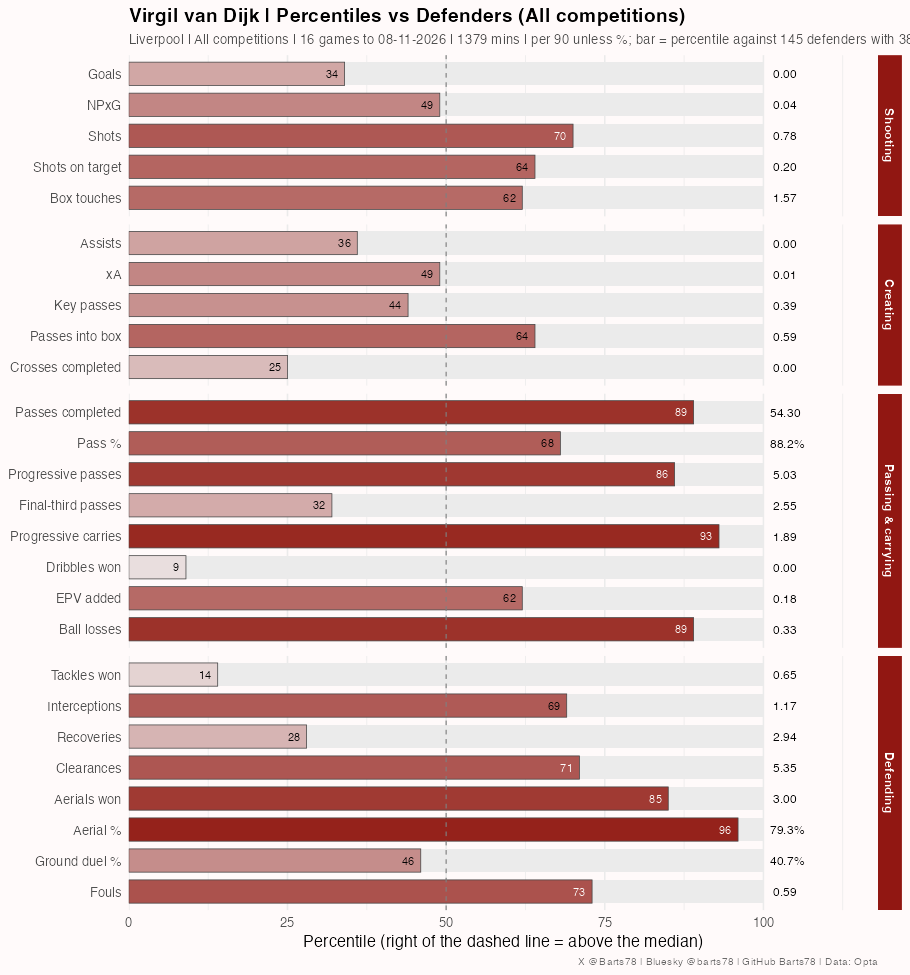 Virgil van Dijk | Percentiles vs Defenders (All competitions)
Liverpool | All competitions | 16 games to 08-11-2026 | 1379 mins | per 90 unless %; bar = percentile against 145 defenders with 38
Goals 34 0.00
NPxG 49 0.04
Shots 70 0.78
Shots on target 64 0.20
Box touches 62 1.57
Shooting
Assists 36 0.00
xA 49 0.01
Key passes 44 0.39
Passes into box 64 0.59
Crosses completed 25 0.00
Creating
Passes completed 89 54.30
Pass % 68 88.2%
Progressive passes 86 5.03
Final-third passes 32 2.55
Progressive carries 93 1.89
Dribbles won 9 0.00
EPV added 62 0.18
Ball losses 89 0.33
Passing & carrying
Tackles won 14 0.65
Interceptions 69 1.17
Recoveries 28 2.94
Clearances 71 5.35
Aerials won 85 3.00
Aerial % 96 79.3%
Ground duel % 46 40.7%
Fouls 73 0.59
Defending
0 25 50 75 100
Percentile (right of the dashed line = above the median)
X @Barts78 | Bluesky @barts78 | GitHub Barts78 | Data: Opta